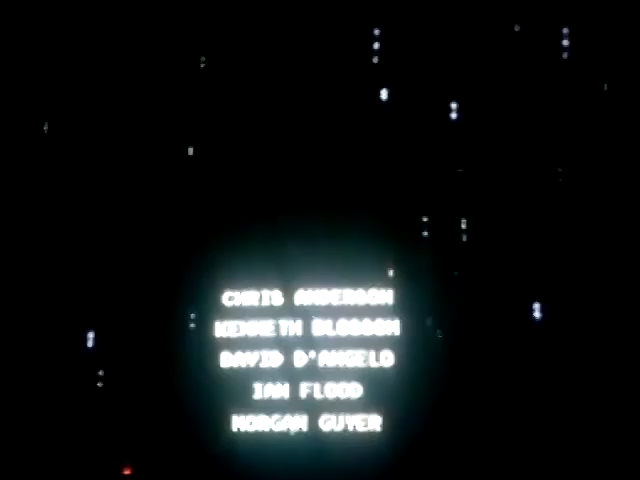 CHRIS ANDERSON
KENNETH BLOSSOM
DAVID D'ANGELO
IAN FLOOD
MORGAN GUYER